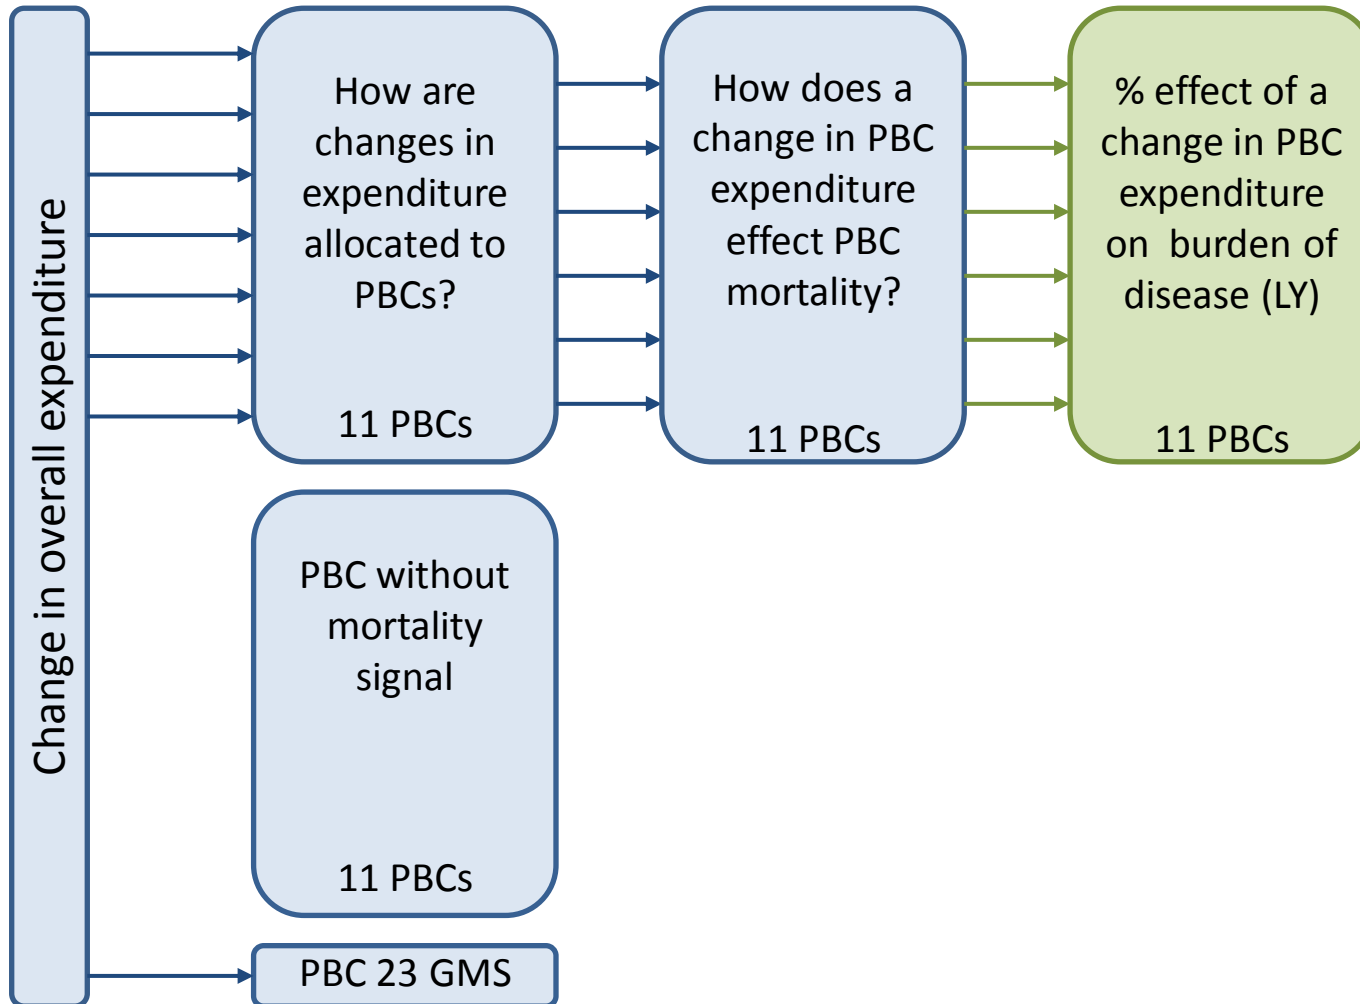 Change in overall expenditure
How are
changes in
expenditure
allocated to
PBCs?
11 PBCs
How does a
change in PBC
expenditure
effect PBC
mortality?
11 PBCs
% effect of a
change in PBC
expenditure
on burden of
disease (LY)
11 PBCs
PBC without
mortality
signal
11 PBCs
PBC 23 GMS